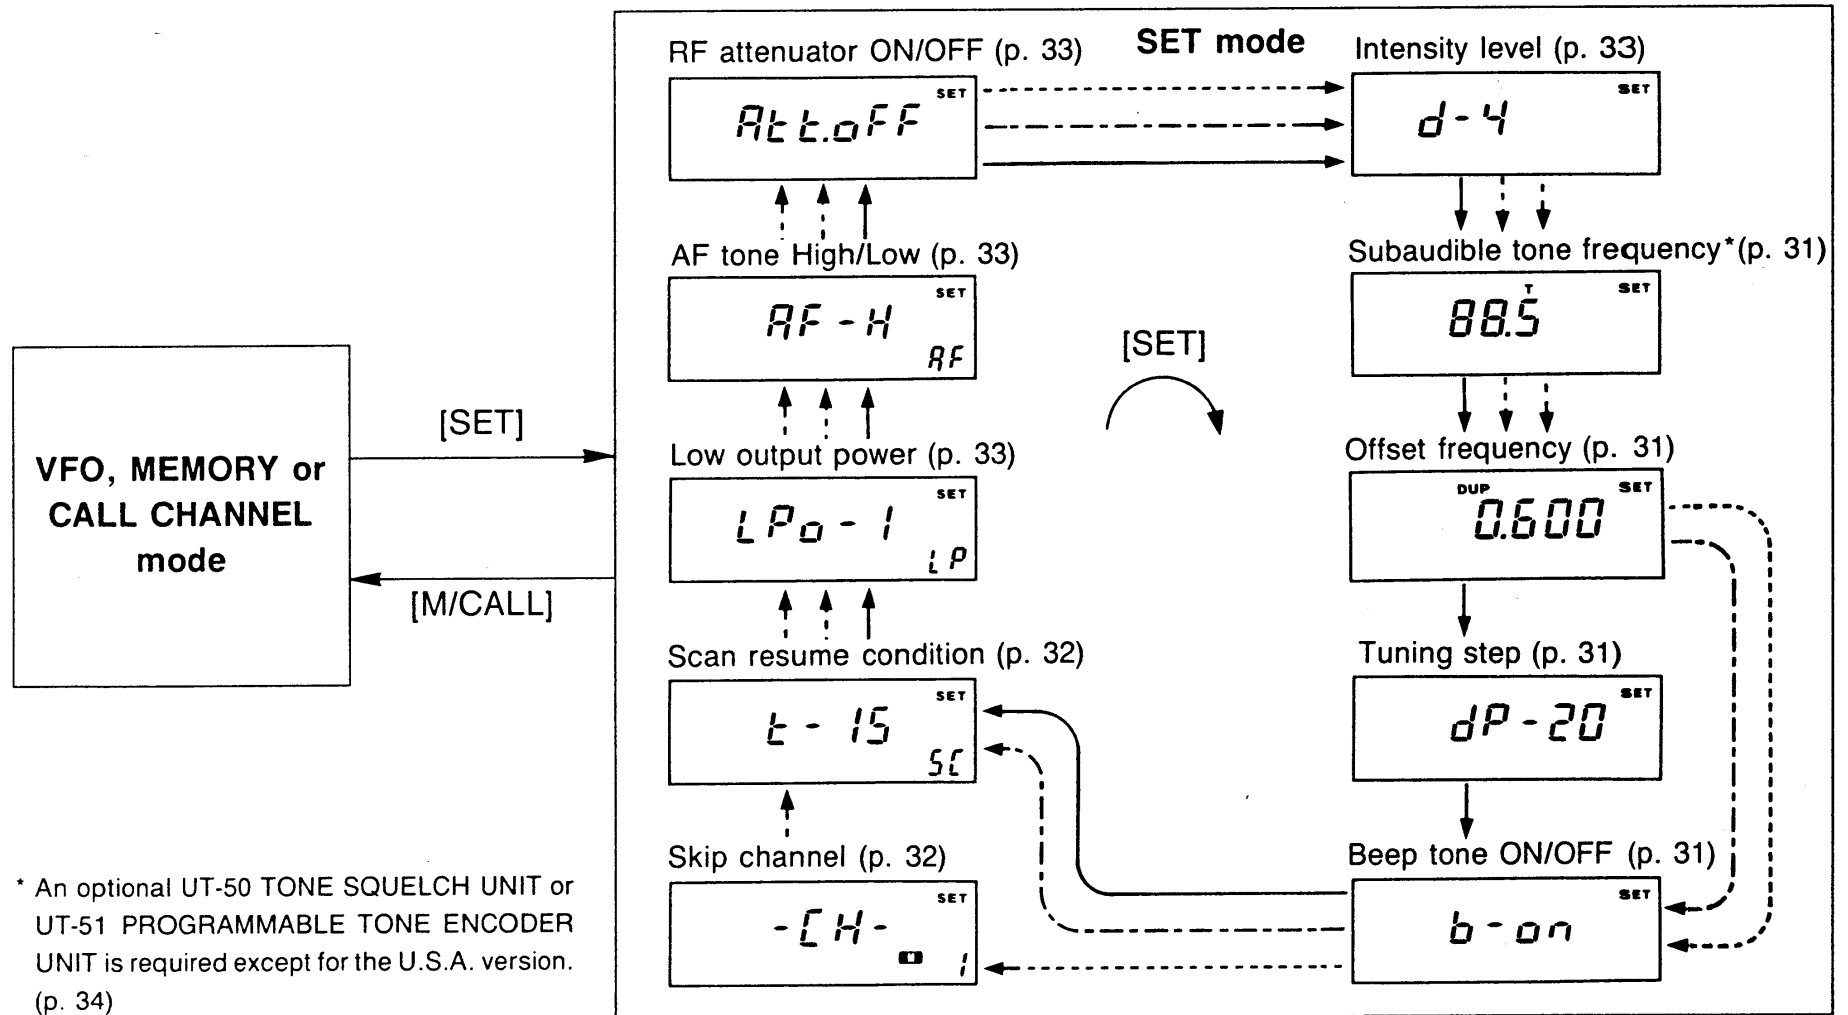 SET mode
RF attenuator ON/OFF (p. 33)
SET
Att.oFF
AF tone High/Low (p. 33)
SET
AF-H
AF
Low output power (p. 33)
SET
LPo-1
LP
Scan resume condition (p. 32)
SET
t-15
SC
Skip channel (p. 32)
SET
-CH-
1
Intensity level (p. 33)
SET
d-4
Subaudible tone frequency*(p. 31)
T SET
88.5
Offset frequency (p. 31)
DUP SET
0.600
Tuning step (p. 31)
SET
dP-20
Beep tone ON/OFF (p. 31)
SET
b-on
[SET]
VFO, MEMORY or
CALL CHANNEL
mode
[SET]
[M/CALL]
* An optional UT-50 TONE SQUELCH UNIT or
UT-51 PROGRAMMABLE TONE ENCODER
UNIT is required except for the U.S.A. version.
(p. 34)